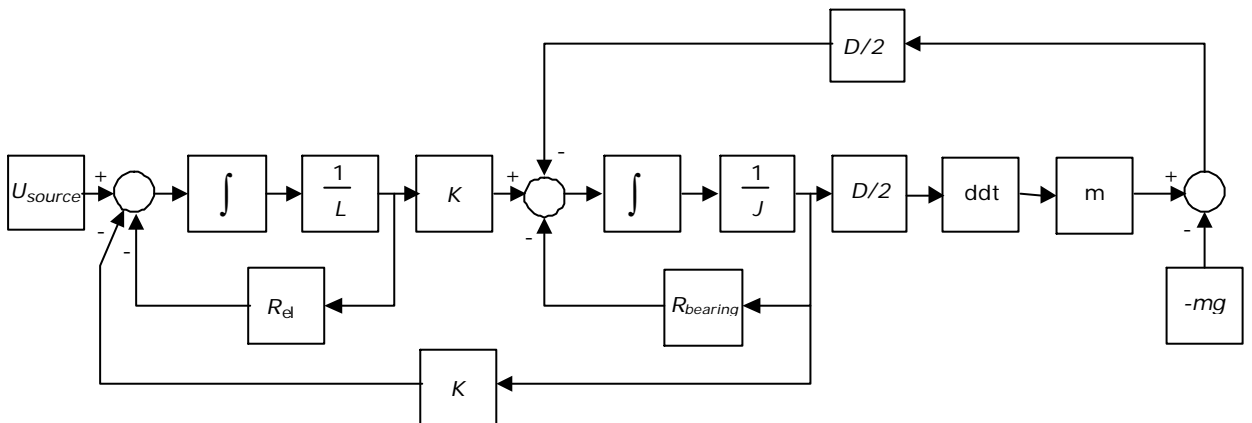 D/2
-
U_source
+
∫
1/L
K
+
∫
1/J
D/2
ddt
m
+
-
-
-
-
R_el
R_bearing
-mg
K